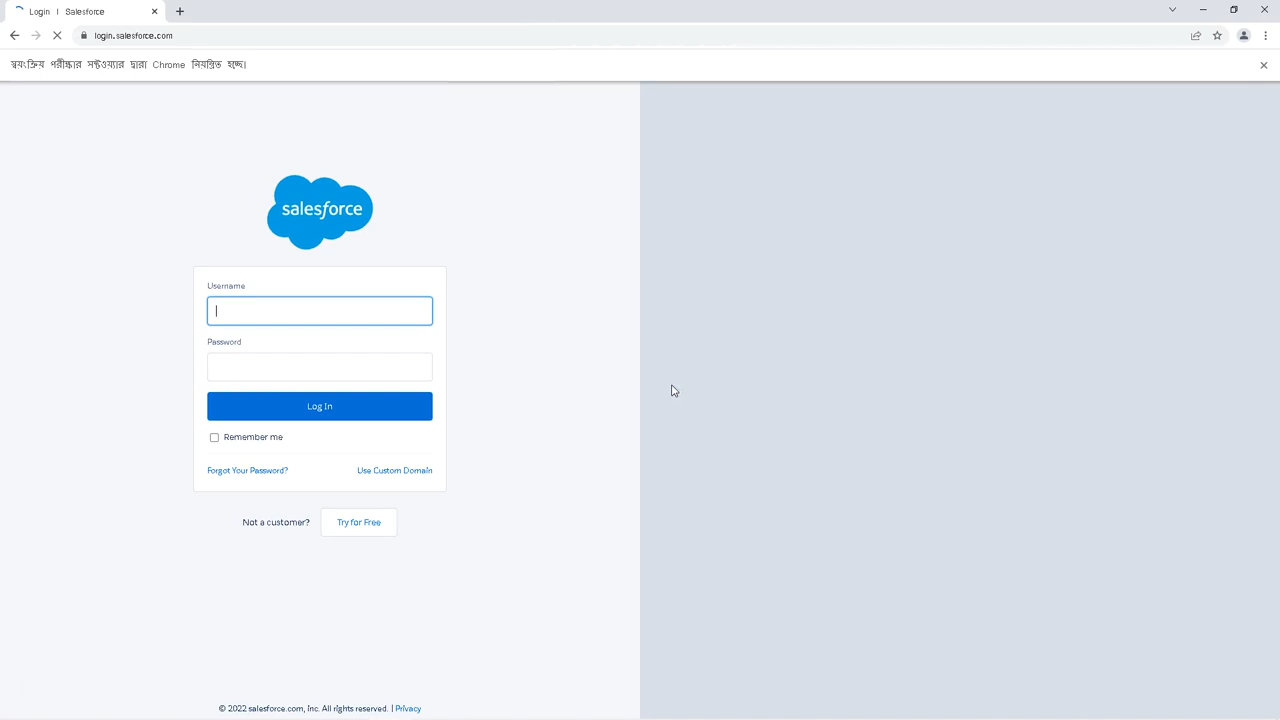 Login | Salesforce
login.salesforce.com
স্বয়ংক্রিয় পরীক্ষার সফ্টওয়্যার দ্বারা Chrome নিয়ন্ত্রিত হচ্ছে।
salesforce
Username
Password
Log In
Remember me
Forgot Your Password? Use Custom Domain
Not a customer? Try for Free
© 2022 salesforce.com, inc. All rights reserved. | Privacy